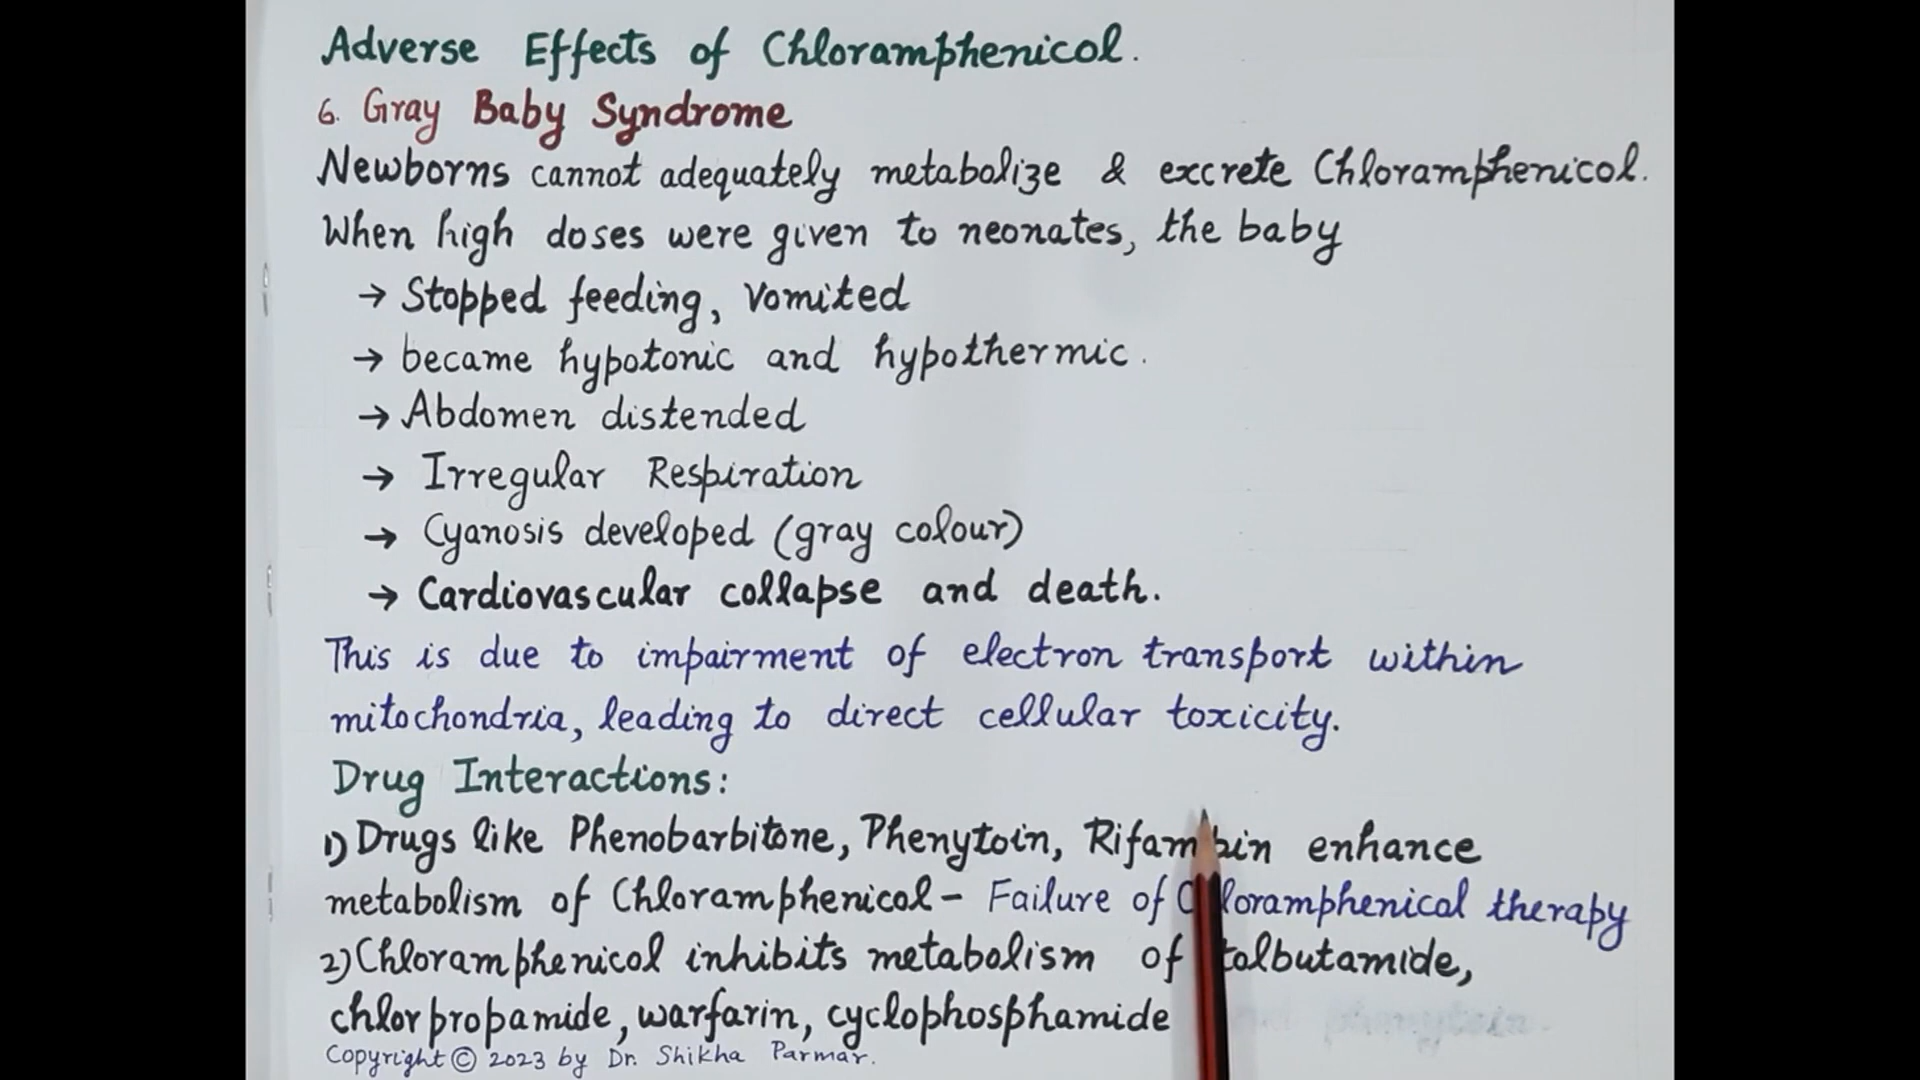 Adverse Effects of Chloramphenicol.
6. Gray Baby Syndrome
Newborns cannot adequately metabolize & excrete Chloramphenicol.
When high doses were given to neonates, the baby
→ Stopped feeding, Vomited
→ became hypotonic and hypothermic.
→ Abdomen distended
→ Irregular Respiration
→ Cyanosis developed (gray colour)
→ Cardiovascular collapse and death.
This is due to impairment of electron transport within
mitochondria, leading to direct cellular toxicity.
Drug Interactions:
1) Drugs like Phenobarbitone, Phenytoin, Rifampin enhance
metabolism of Chloramphenicol - Failure of Chloramphenical therapy
2) Chloramphenicol inhibits metabolism of tolbutamide,
chlorpropamide, warfarin, cyclophosphamide
Copyright © 2023 by Dr. Shikha Parmar.